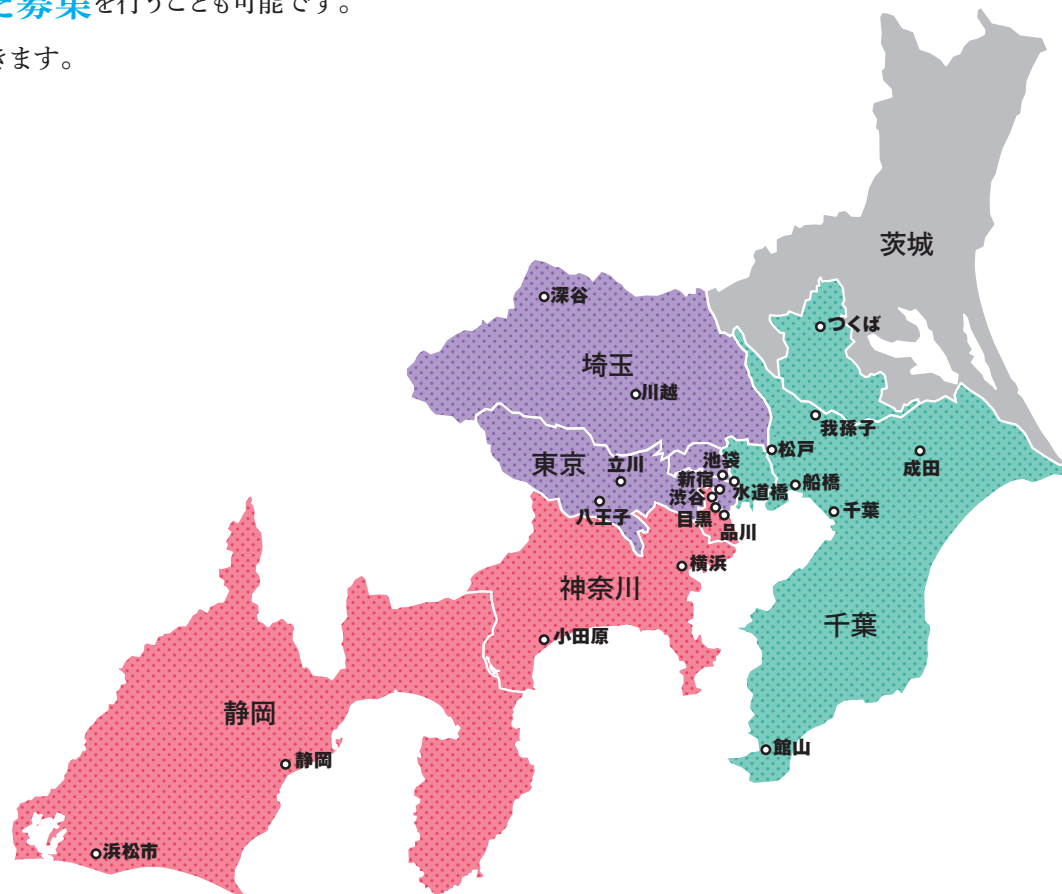 と募集を行うことも可能です。
きます。
茨城
深谷
つくば
埼玉
川越
我孫子
松戸
成田
東京
立川
池袋
新宿
水道橋
船橋
渋谷
八王子
目黒
千葉
品川
横浜
神奈川
小田原
千葉
静岡
館山
静岡
浜松市